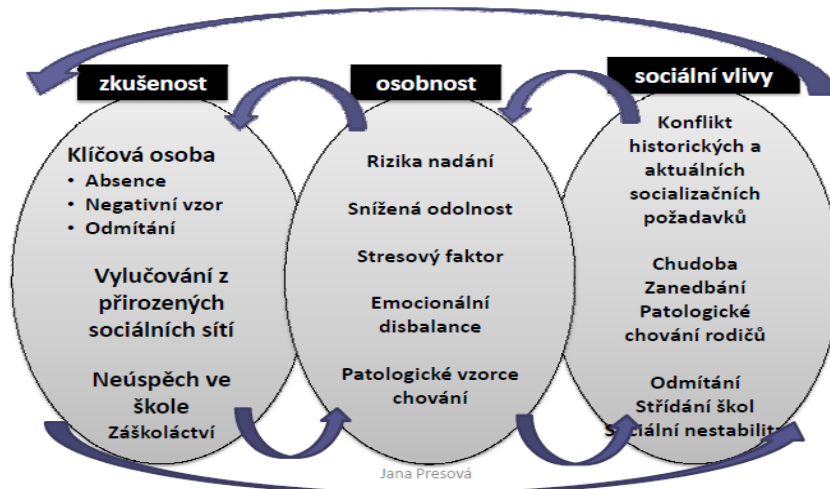 zkušenost
Klíčová osoba
• Absence
• Negativní vzor
• Odmítání
Vylučování z
přirozených
sociálních sítí
Neúspěch ve
škole
Záškoláctví
osobnost
Rizika nadání
Snížená odolnost
Stresový faktor
Emocionální
disbalance
Patologické vzorce
chování
sociální vlivy
Konflikt
historických a
aktuálních
socializačních
požadavků
Chudoba
Zanedbání
Patologické
chování rodičů
Odmítání
Střídání škol
Sociální nestabilita
Jana Presová